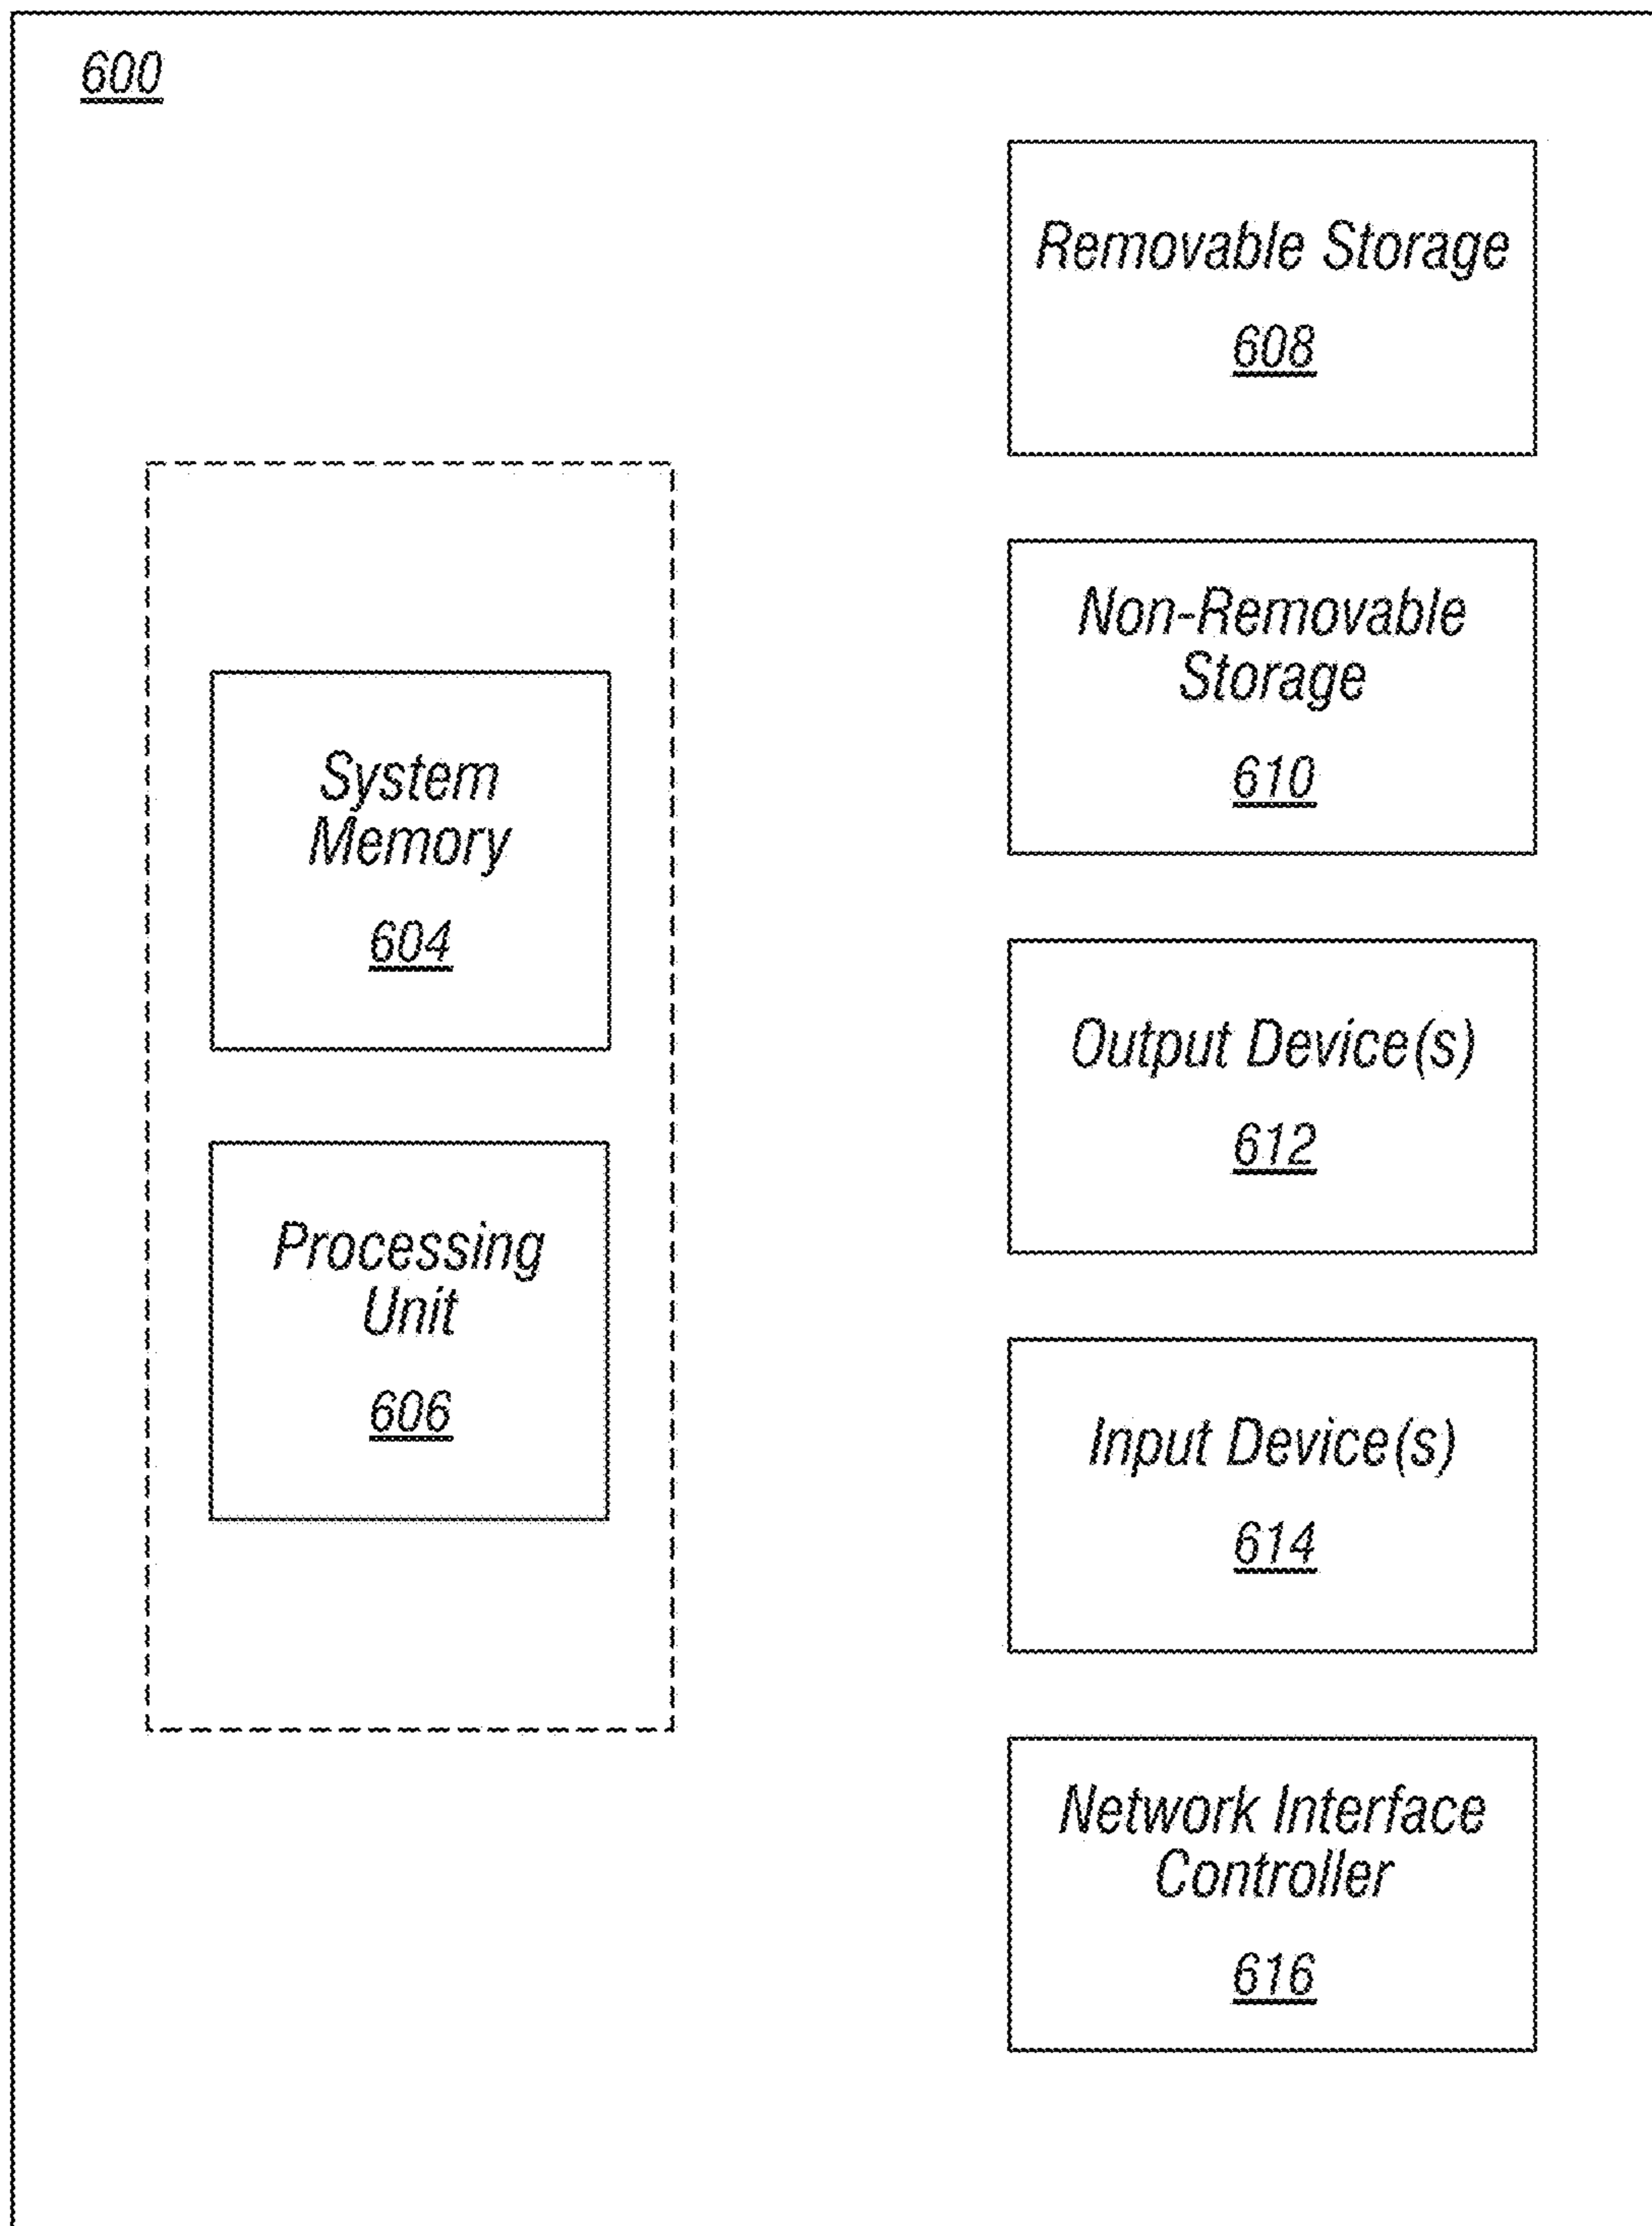 600
Removable Storage
608
Non-Removable
Storage
610
System
Memory
604
Output Device(s)
612
Processing
Unit
606
Input Device(s)
614
Network Interface
Controller
616